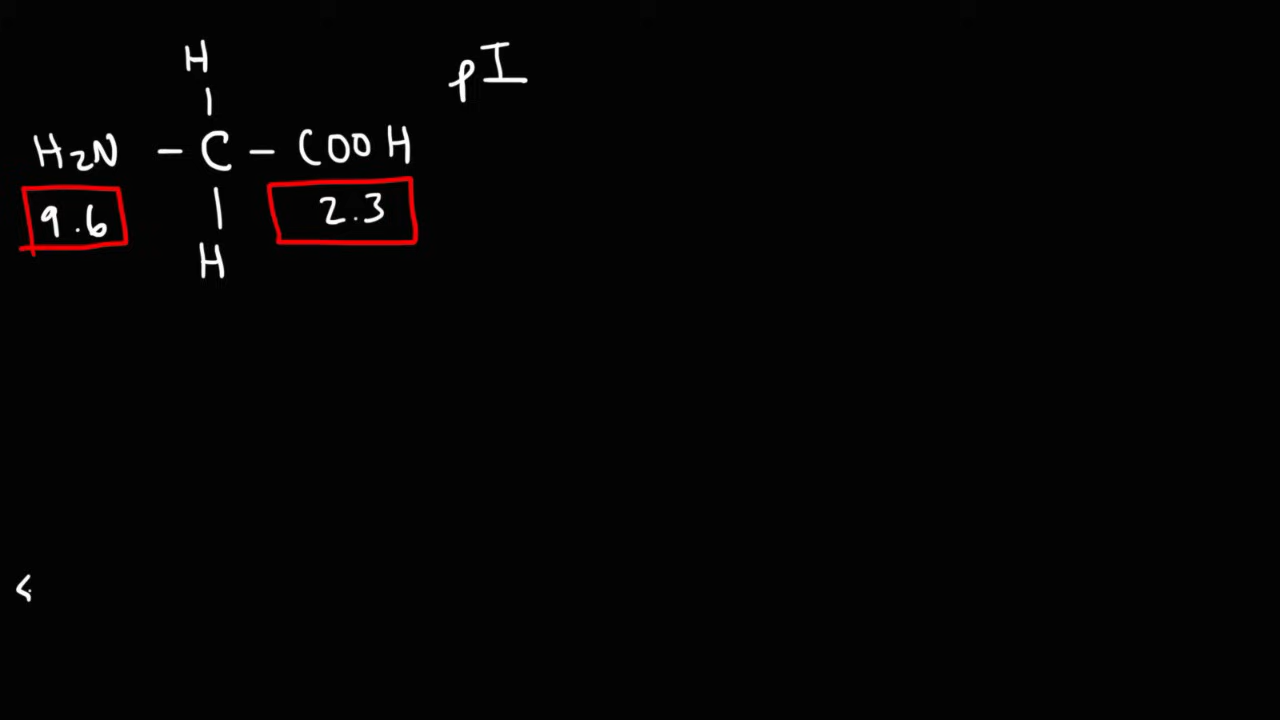 H
pI
H₂N - C - COOH
9.6 2.3
H